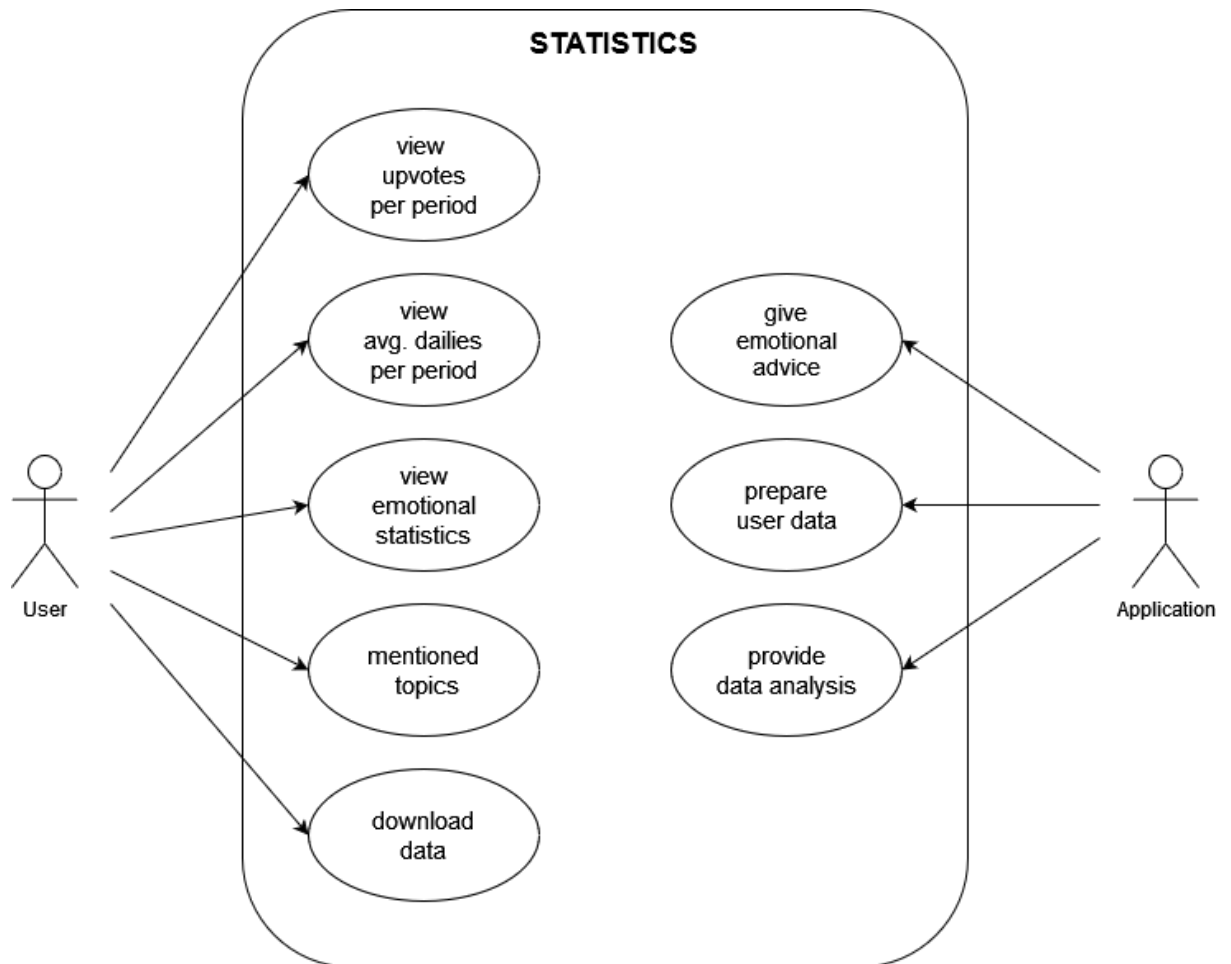 STATISTICS
view
upvotes
per period
view
avg. dailies
per period
give
emotional
advice
view
emotional
statistics
prepare
user data
User
Application
mentioned
topics
provide
data analysis
download
data